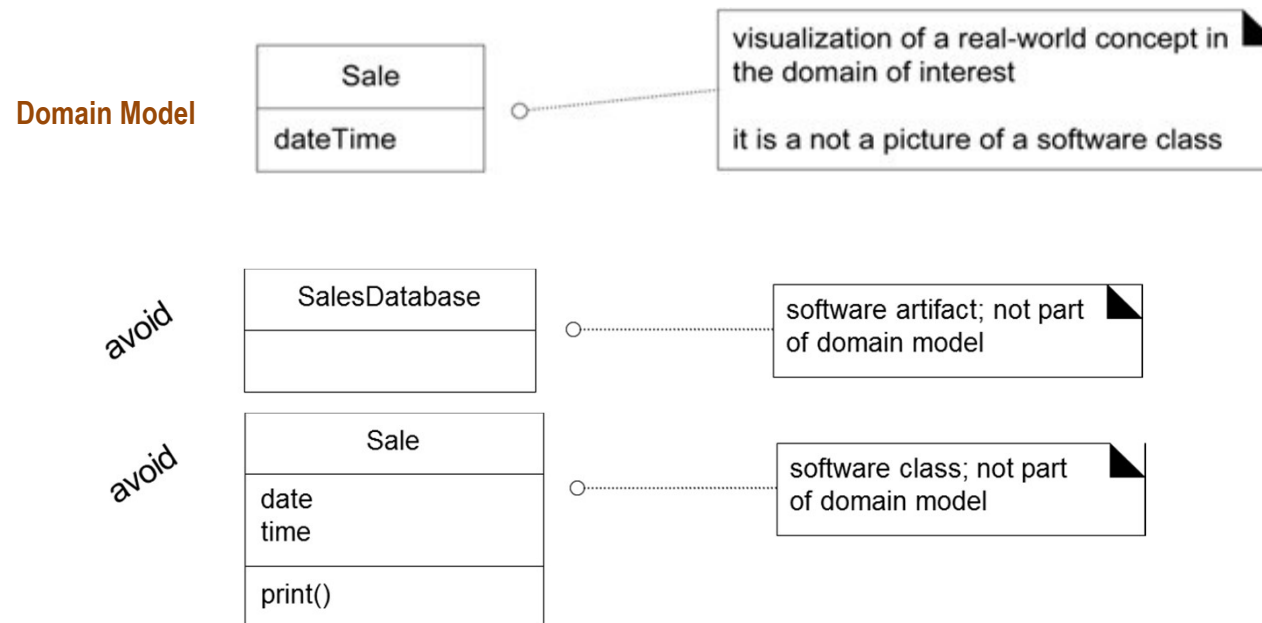 Domain Model
Sale
dateTime
visualization of a real-world concept in
the domain of interest
it is a not a picture of a software class
avoid
SalesDatabase
software artifact; not part
of domain model
avoid
Sale
date
time
print()
software class; not part
of domain model